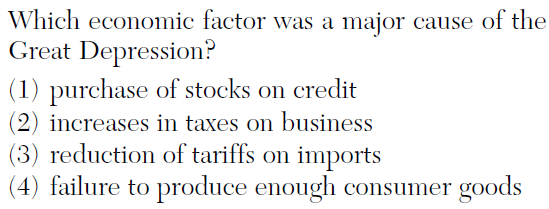 Which economic factor was a major cause of the
Great Depression?
(1) purchase of stocks on credit
(2) increases in taxes on business
(3) reduction of tariffs on imports
(4) failure to produce enough consumer goods